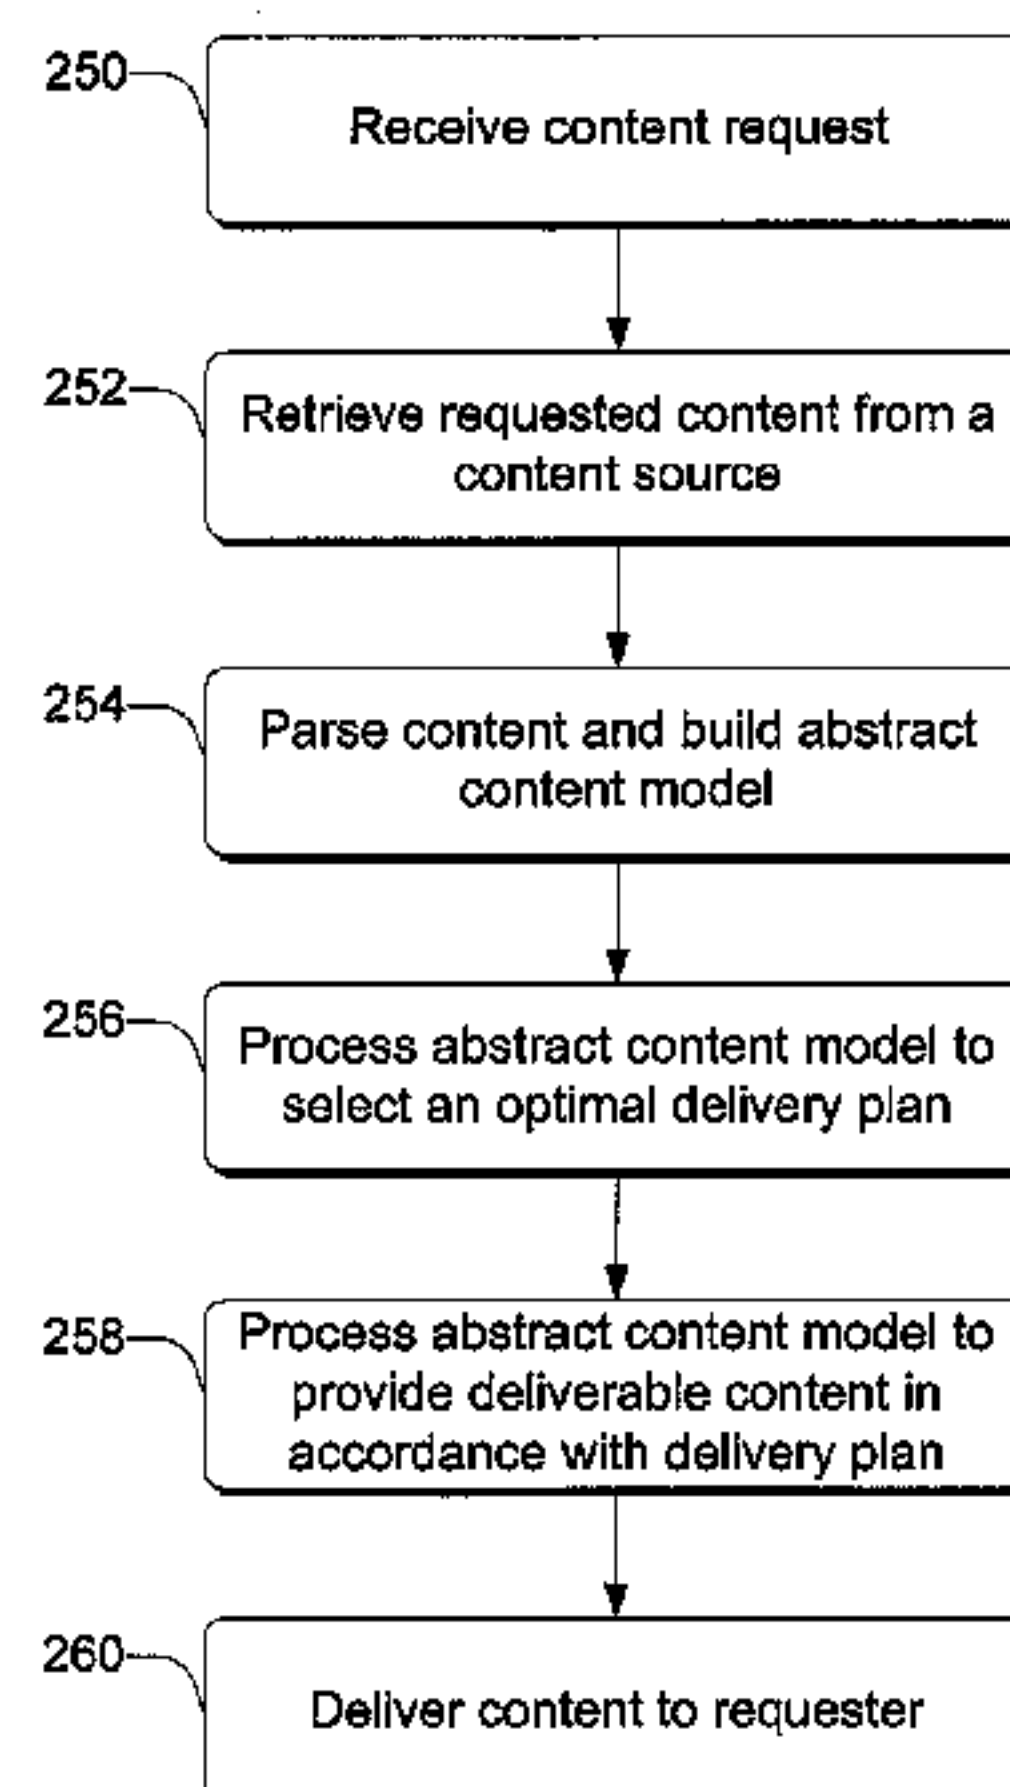 250
Receive content request
252
Retrieve requested content from a
content source
254
Parse content and build abstract
content model
256
Process abstract content model to
select an optimal delivery plan
258
Process abstract content model to
provide deliverable content in
accordance with delivery plan
260
Deliver content to requester